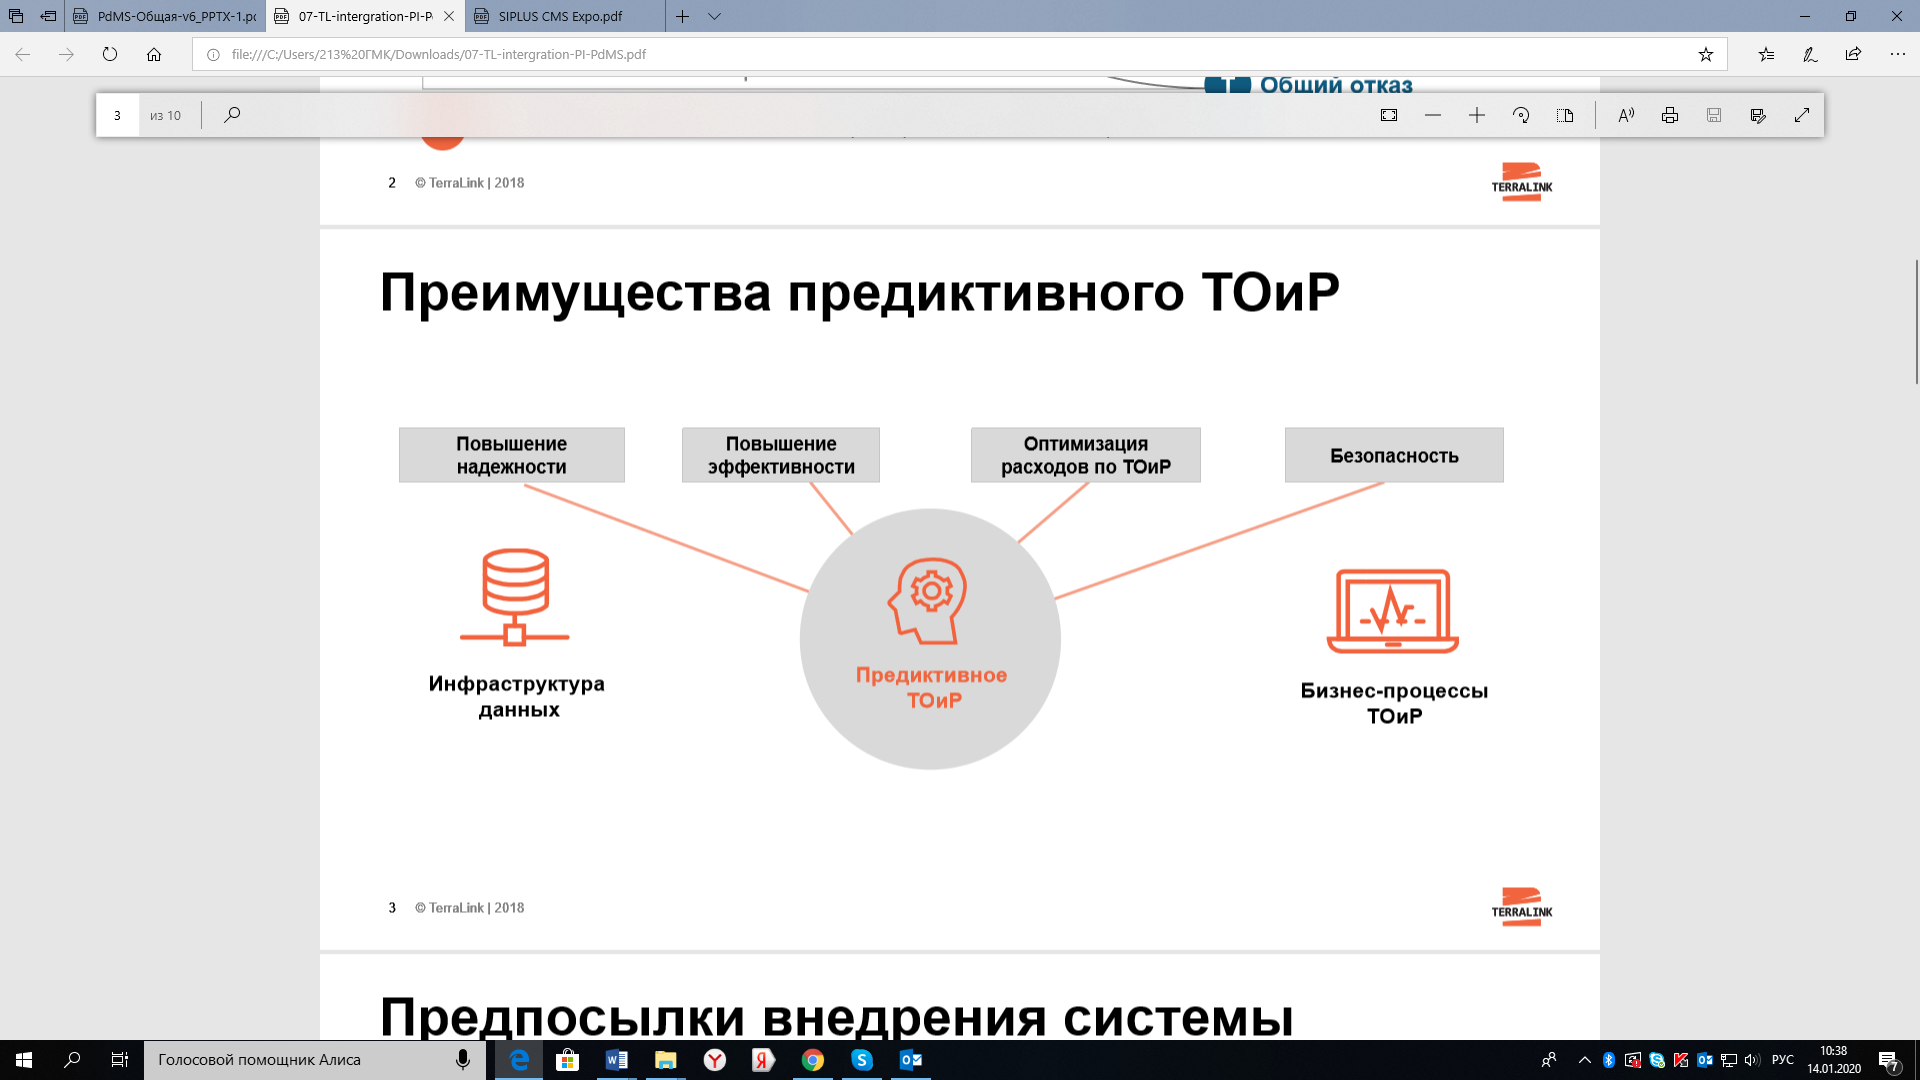 PdMS-Общая-v6_PPTX-1.pc
07-TL-intergration-PI-P
SIPLUS CMS Expo.pdf
file:///C:/Users/213%20ГМК/Downloads/07-TL-intergration-PI-PdMS.pdf
Общий отказ
3 из 10
2 © TerraLink | 2018
TERRALINK
Преимущества предиктивного ТОиР
Повышение
надежности
Повышение
эффективности
Оптимизация
расходов по ТОиР
Безопасность
Предиктивное
ТОиР
Инфраструктура
данных
Бизнес-процессы
ТОиР
3 © TerraLink | 2018
TERRALINK
Предпосылки внедрения системы
Голосовой помощник Алиса
РУС
10:38
14.01.2020
7